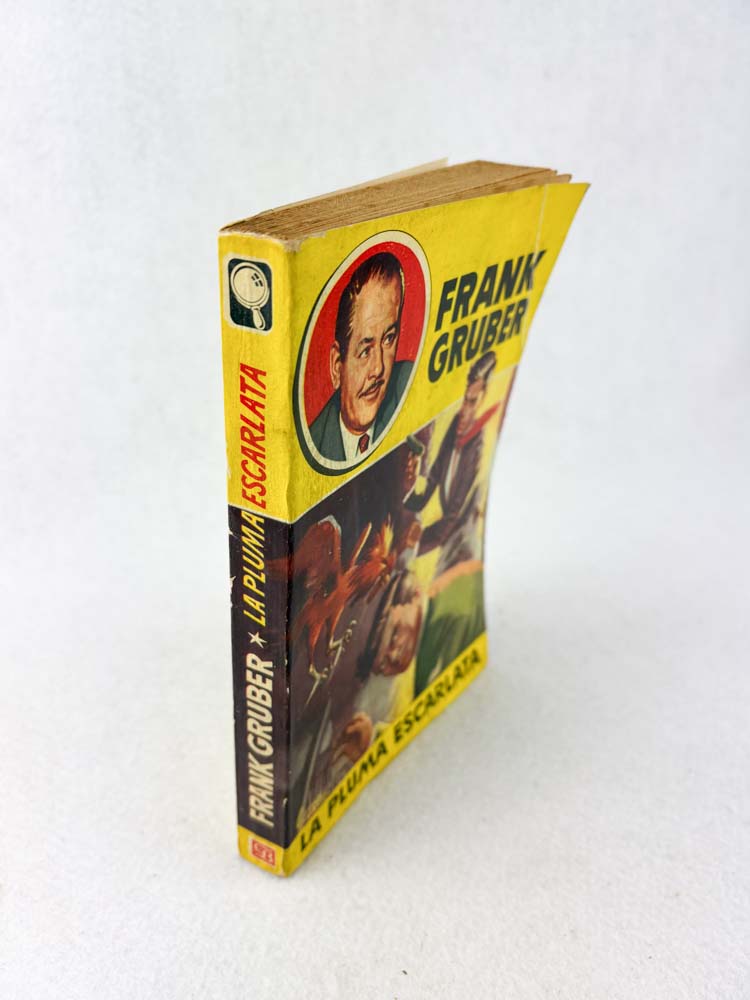 FRANK
GRUBER
LA PLUMA ESCARLATA
FRANK GRUBER * LA PLUMA ESCARLATA